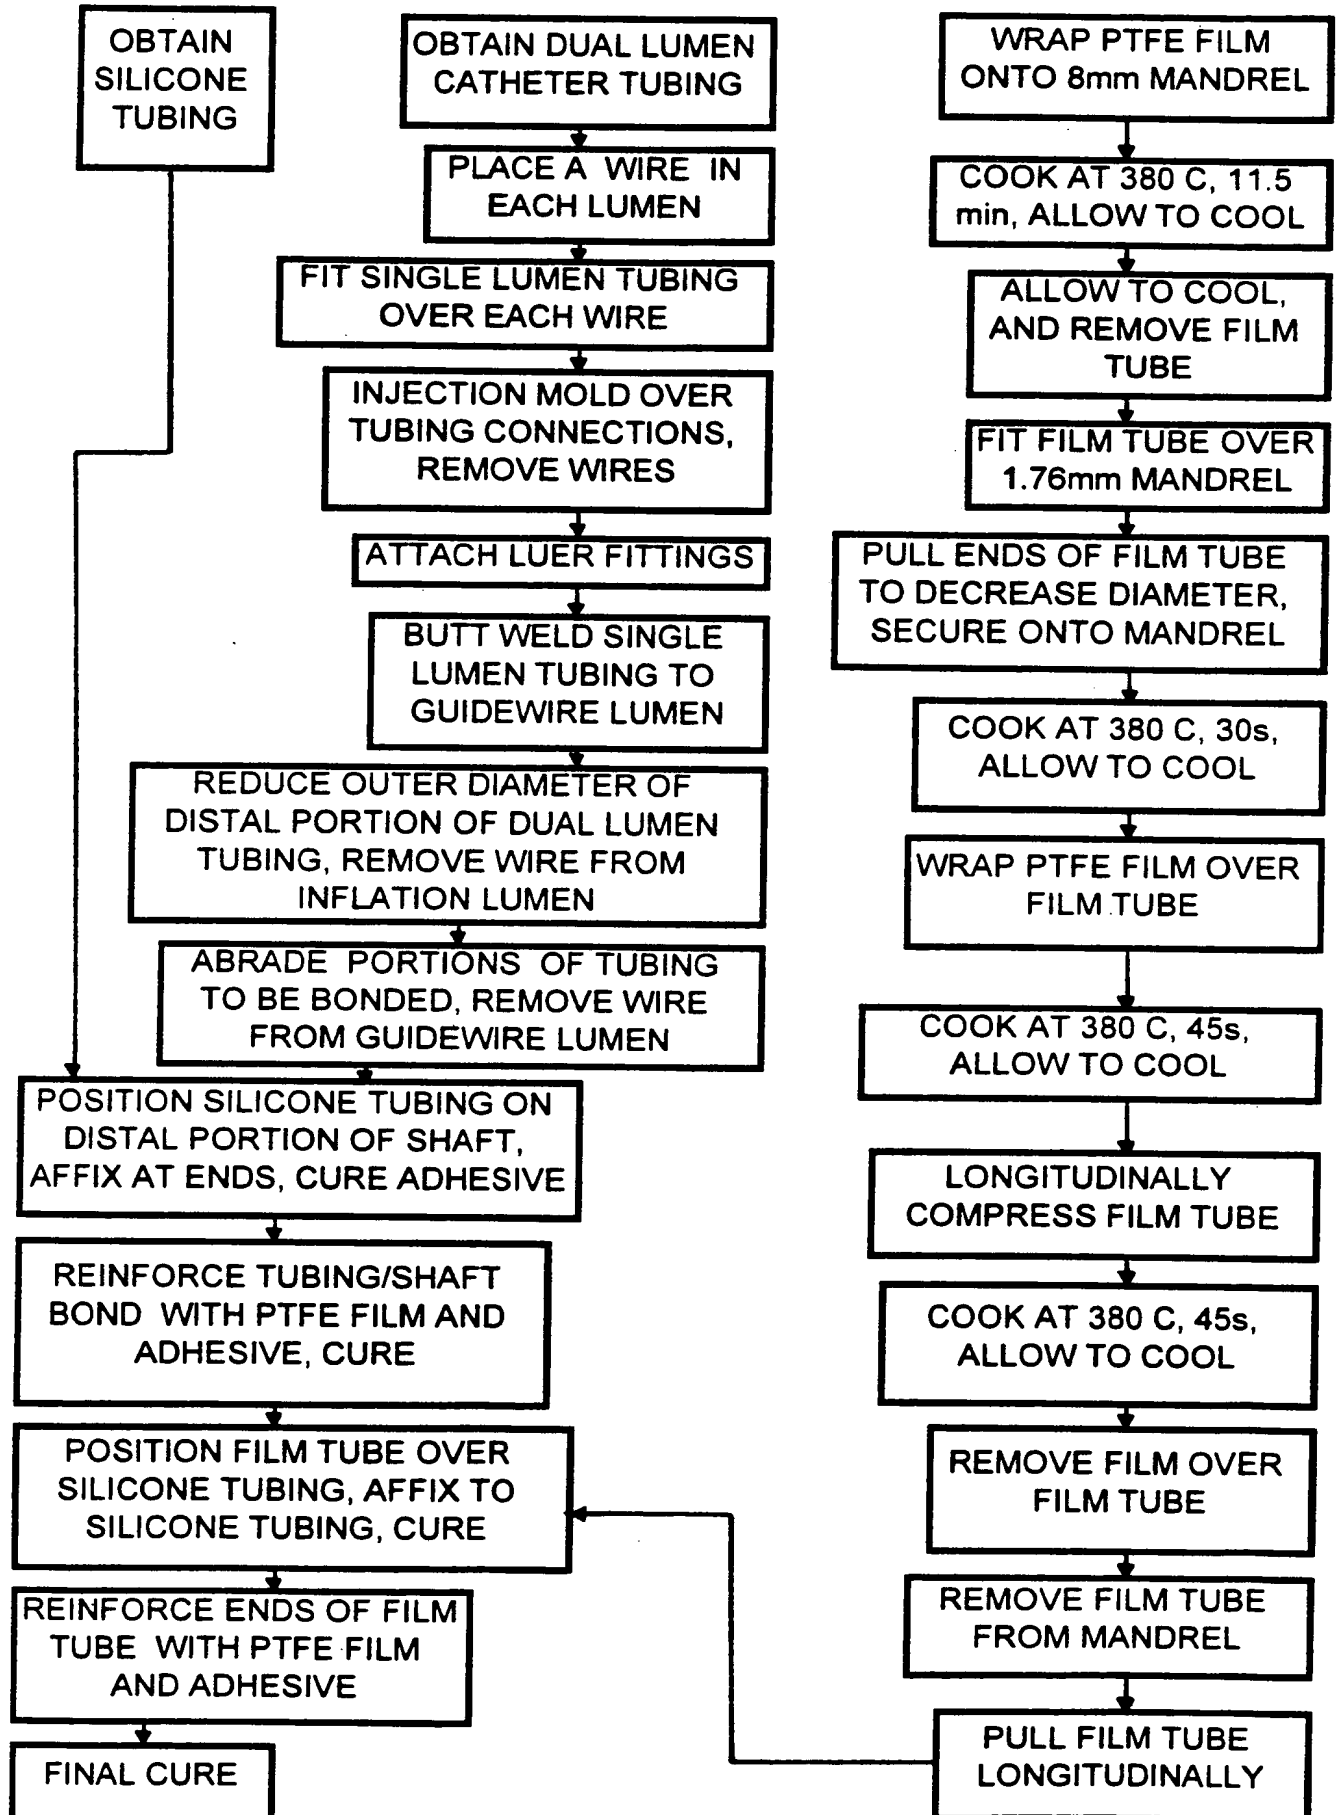 OBTAIN
SILICONE
TUBING
OBTAIN DUAL LUMEN
CATHETER TUBING
PLACE A WIRE IN
EACH LUMEN
FIT SINGLE LUMEN TUBING
OVER EACH WIRE
INJECTION MOLD OVER
TUBING CONNECTIONS,
REMOVE WIRES
ATTACH LUER FITTINGS
BUTT WELD SINGLE
LUMEN TUBING TO
GUIDEWIRE LUMEN
REDUCE OUTER DIAMETER OF
DISTAL PORTION OF DUAL LUMEN
TUBING, REMOVE WIRE FROM
INFLATION LUMEN
ABRADE PORTIONS OF TUBING
TO BE BONDED, REMOVE WIRE
FROM GUIDEWIRE LUMEN
POSITION SILICONE TUBING ON
DISTAL PORTION OF SHAFT,
AFFIX AT ENDS, CURE ADHESIVE
REINFORCE TUBING/SHAFT
BOND WITH PTFE FILM AND
ADHESIVE, CURE
POSITION FILM TUBE OVER
SILICONE TUBING, AFFIX TO
SILICONE TUBING, CURE
REINFORCE ENDS OF FILM
TUBE WITH PTFE FILM
AND ADHESIVE
FINAL CURE
WRAP PTFE FILM
ONTO 8mm MANDREL
COOK AT 380 C, 11.5
min, ALLOW TO COOL
ALLOW TO COOL,
AND REMOVE FILM
TUBE
FIT FILM TUBE OVER
1.76mm MANDREL
PULL ENDS OF FILM TUBE
TO DECREASE DIAMETER,
SECURE ONTO MANDREL
COOK AT 380 C, 30s,
ALLOW TO COOL
WRAP PTFE FILM OVER
FILM TUBE
COOK AT 380 C, 45s,
ALLOW TO COOL
LONGITUDINALLY
COMPRESS FILM TUBE
COOK AT 380 C, 45s,
ALLOW TO COOL
REMOVE FILM OVER
FILM TUBE
REMOVE FILM TUBE
FROM MANDREL
PULL FILM TUBE
LONGITUDINALLY